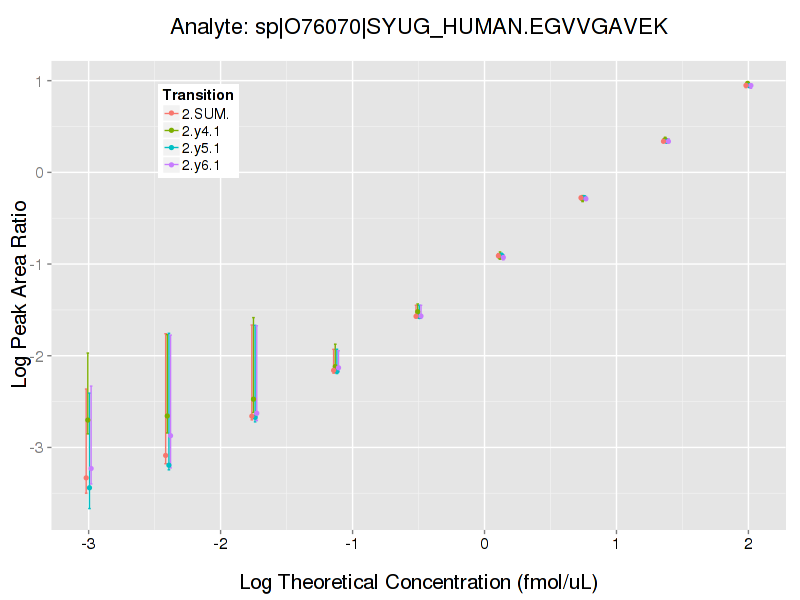 Analyte: sp|O76070|SYUG_HUMAN.EGVVGAVEK
Transition
2.SUM.
2.y4.1
2.y5.1
2.y6.1
Log Peak Area Ratio
1
0
-1
-2
-3
-3
-2
-1
0
1
2
Log Theoretical Concentration (fmol/uL)